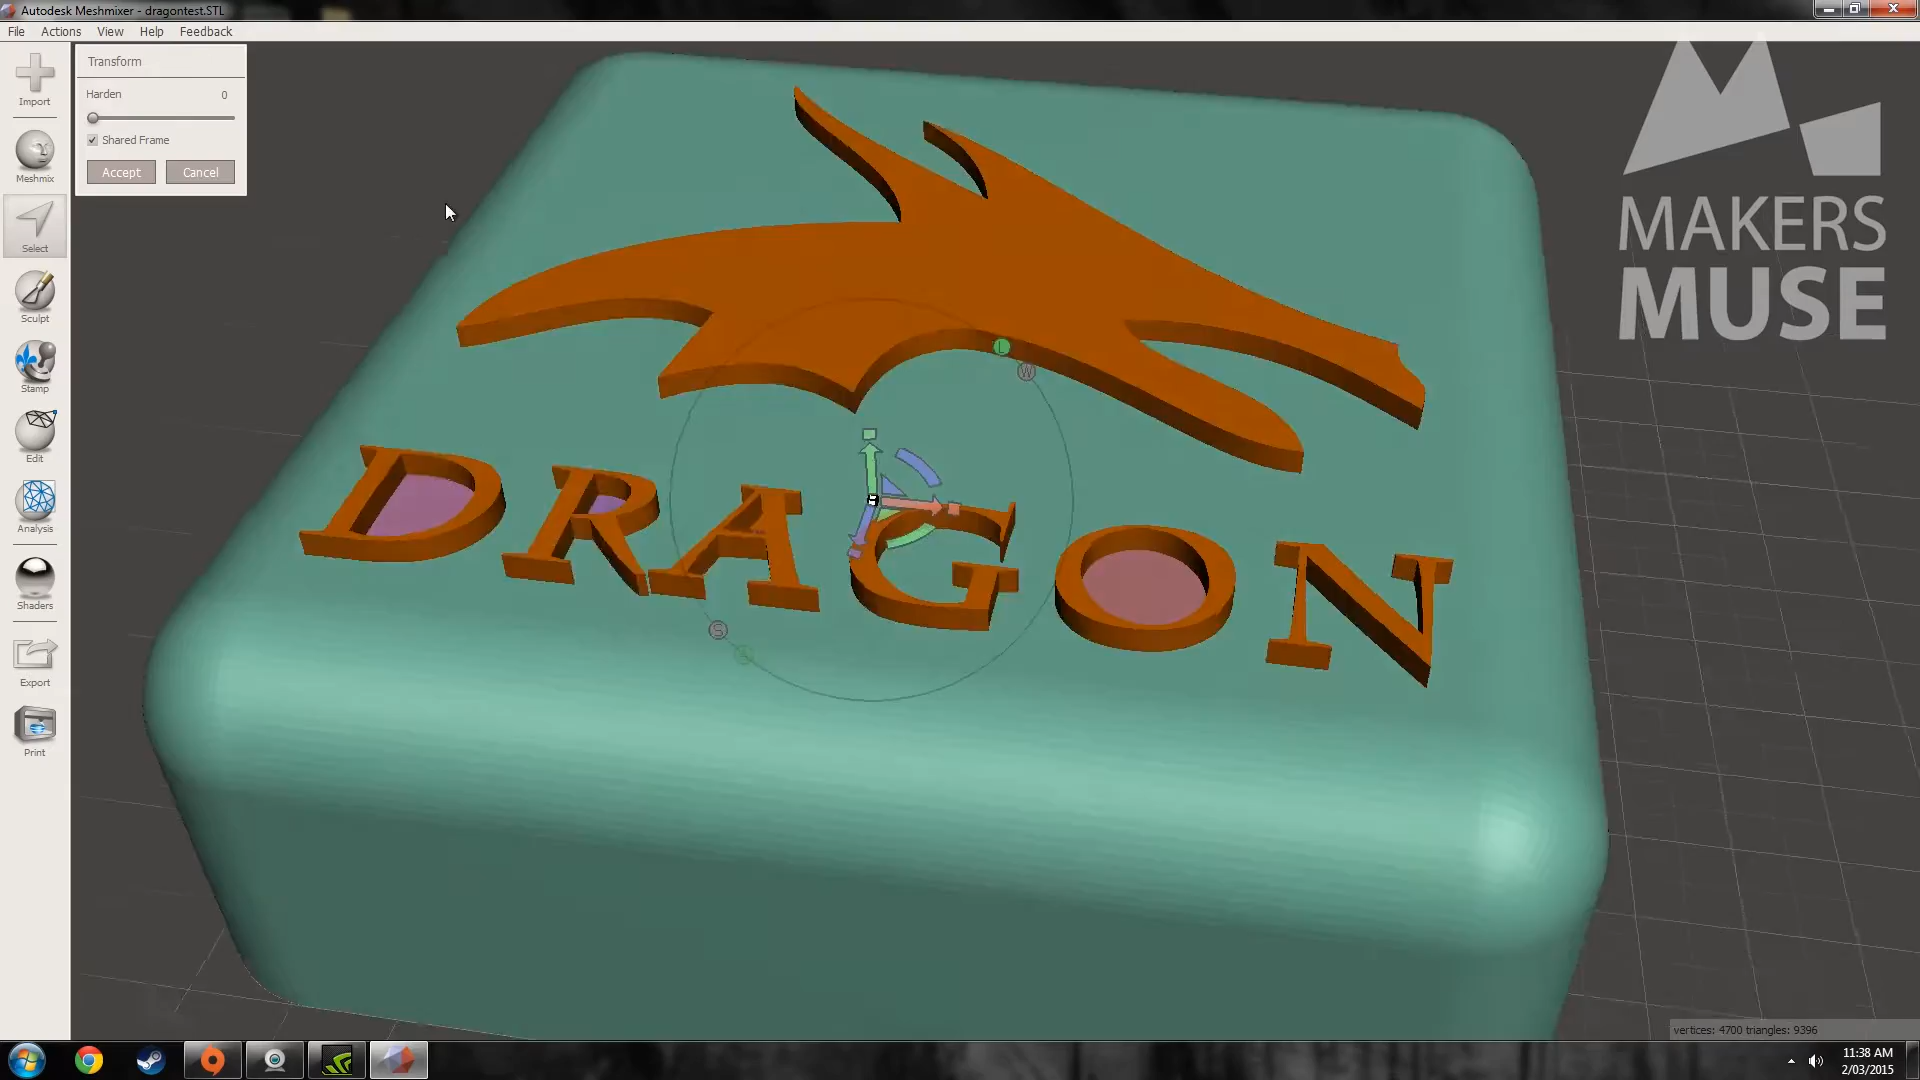 Autodesk Meshmixer - dragontest.STL
File Actions View Help Feedback
Transform
Harden 0
Shared Frame
Accept Cancel
Import
Meshmix
Select
Sculpt
Stamp
Edit
Analysis
Shaders
Export
Print
DRAGON
L
W
S
MAKERS
MUSE
vertices: 4700 triangles: 9396
11:38 AM
2/03/2015